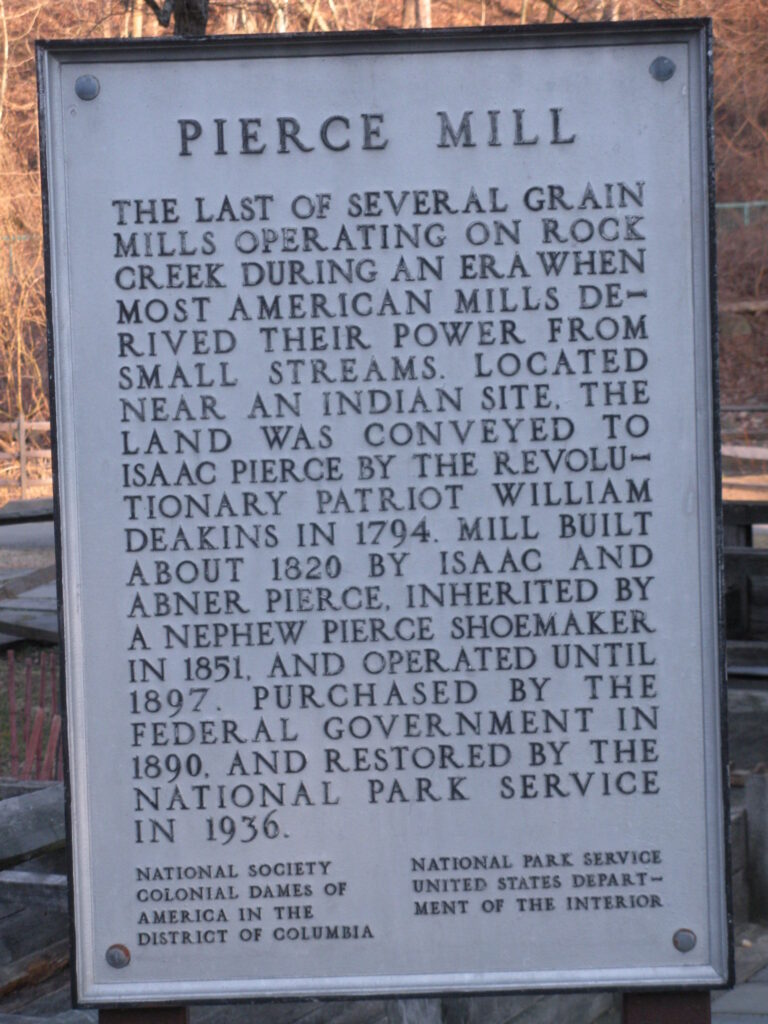 PIERCE MILL
THE LAST OF SEVERAL GRAIN
MILLS OPERATING ON ROCK
CREEK DURING AN ERA WHEN
MOST AMERICAN MILLS DE-
RIVED THEIR POWER FROM
SMALL STREAMS. LOCATED
NEAR AN INDIAN SITE, THE
LAND WAS CONVEYED TO
ISAAC PIERCE BY THE REVOLU-
TIONARY PATRIOT WILLIAM
DEAKINS IN 1794. MILL BUILT
ABOUT 1820 BY ISAAC AND
ABNER PIERCE, INHERITED BY
A NEPHEW PIERCE SHOEMAKER
IN 1851, AND OPERATED UNTIL
1897. PURCHASED BY THE
FEDERAL GOVERNMENT IN
1890, AND RESTORED BY THE
NATIONAL PARK SERVICE
IN 1936.
NATIONAL SOCIETY
COLONIAL DAMES OF
AMERICA IN THE
DISTRICT OF COLUMBIA
NATIONAL PARK SERVICE
UNITED STATES DEPART-
MENT OF THE INTERIOR